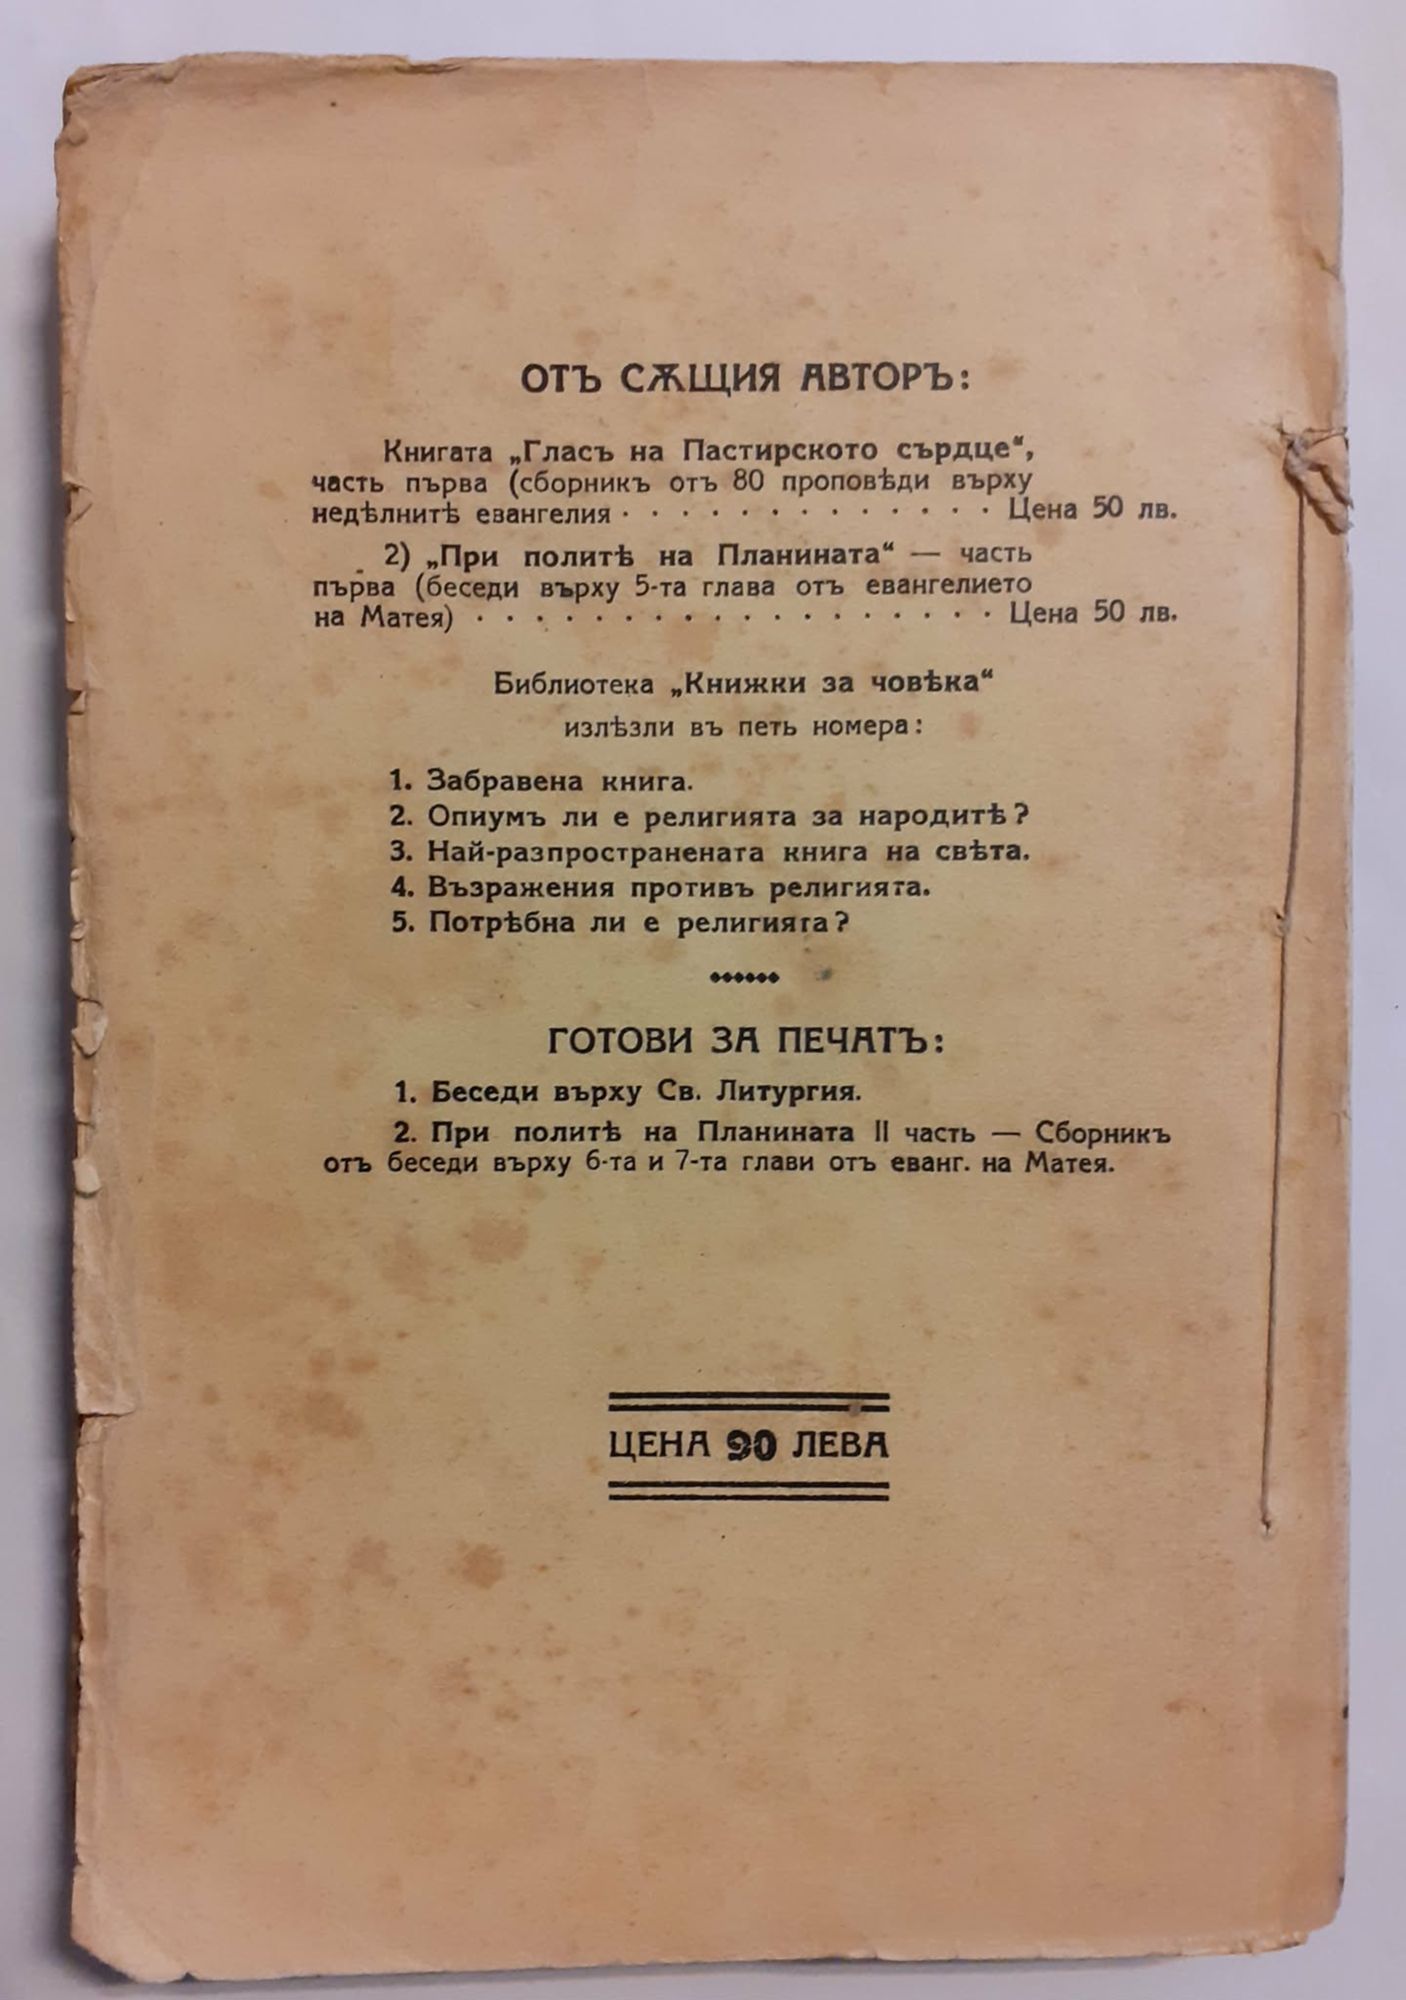 ОТЪ СѪЩИЯ АВТОРЪ:
Книгата „Гласъ на Пастирското сърдце“,
часть първа (сборникъ отъ 80 проповѣди върху
недѣлнитѣ евангелия · · · · · · · · · · · · · Цена 50 лв.
2) „При политѣ на Планината“ — часть
първа (беседи върху 5-та глава отъ евангелието
на Матея) · · · · · · · · · · · · · · · · · · Цена 50 лв.
Библиотека „Книжки за човѣка“
излѣзли въ петь номера:
1. Забравена книга.
2. Опиумъ ли е религията за народитѣ?
3. Най-разпространената книга на свѣта.
4. Възражения противъ религията.
5. Потрѣбна ли е религията?
ГОТОВИ ЗА ПЕЧАТЪ:
1. Беседи върху Св. Литургия.
2. При политѣ на Планината II часть — Сборникъ
отъ беседи върху 6-та и 7-та глави отъ еванг. на Матея.
ЦЕНА 90 ЛЕВА